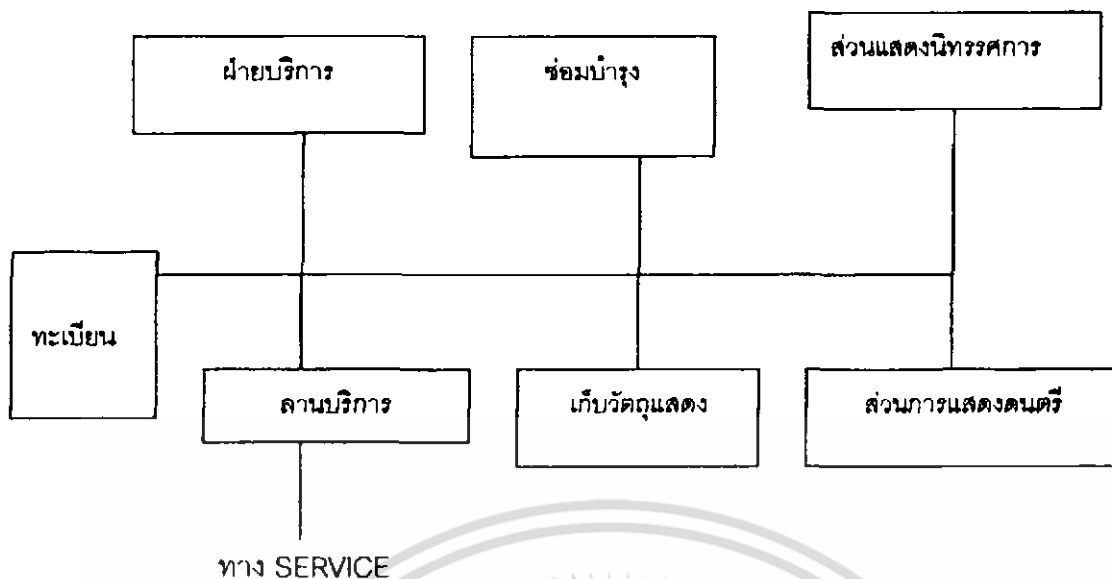 ฝ่ายบริการ
ซ่อมบำรุง
ส่วนแสดงนิทรรศการ
ทะเบียน
ลานบริการ
เก็บวัตถุแสดง
ส่วนการแสดงดนตรี
ทาง SERVICE